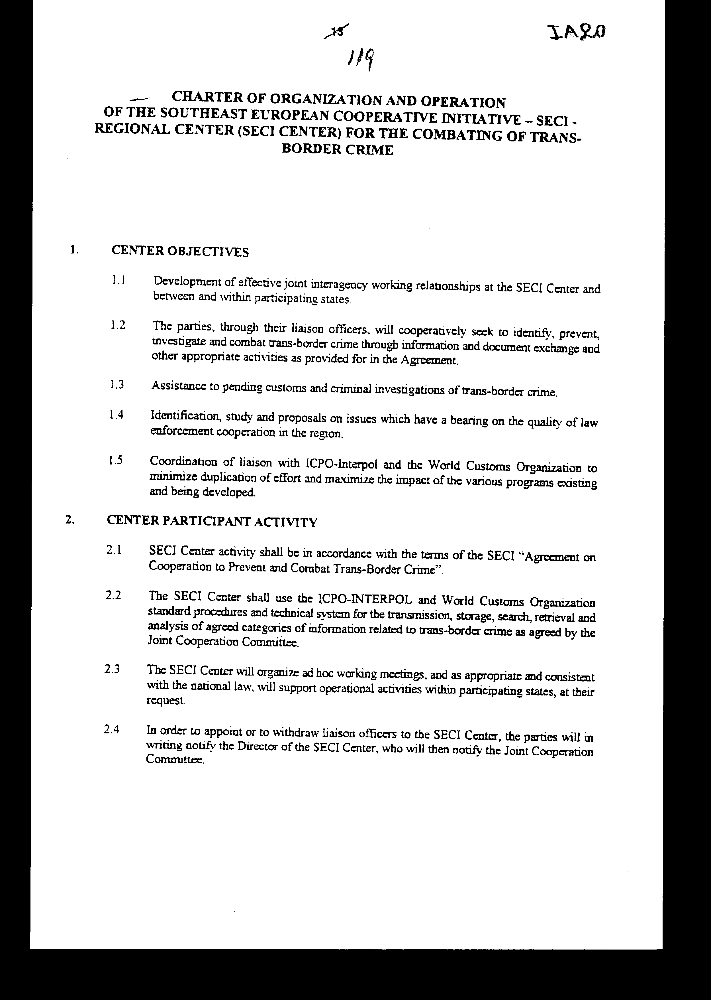 13
IA20
119
CHARTER OF ORGANIZATION AND OPERATION
OF THE SOUTHEAST EUROPEAN COOPERATIVE INITIATIVE – SECI -
REGIONAL CENTER (SECI CENTER) FOR THE COMBATING OF TRANS-
BORDER CRIME
1. CENTER OBJECTIVES
1.1 Development of effective joint interagency working relationships at the SECI Center and
between and within participating states.
1.2 The parties, through their liaison officers, will cooperatively seek to identify, prevent,
investigate and combat trans-border crime through information and document exchange and
other appropriate activities as provided for in the Agreement.
1.3 Assistance to pending customs and criminal investigations of trans-border crime.
1.4 Identification, study and proposals on issues which have a bearing on the quality of law
enforcement cooperation in the region.
1.5 Coordination of liaison with ICPO-Interpol and the World Customs Organization to
minimize duplication of effort and maximize the impact of the various programs existing
and being developed.
2. CENTER PARTICIPANT ACTIVITY
2.1 SECI Center activity shall be in accordance with the terms of the SECI “Agreement on
Cooperation to Prevent and Combat Trans-Border Crime”.
2.2 The SECI Center shall use the ICPO-INTERPOL and World Customs Organization
standard procedures and technical system for the transmission, storage, search, retrieval and
analysis of agreed categories of information related to trans-border crime as agreed by the
Joint Cooperation Committee.
2.3 The SECI Center will organize ad hoc working meetings, and as appropriate and consistent
with the national law, will support operational activities within participating states, at their
request.
2.4 In order to appoint or to withdraw liaison officers to the SECI Center, the parties will in
writing notify the Director of the SECI Center, who will then notify the Joint Cooperation
Committee.